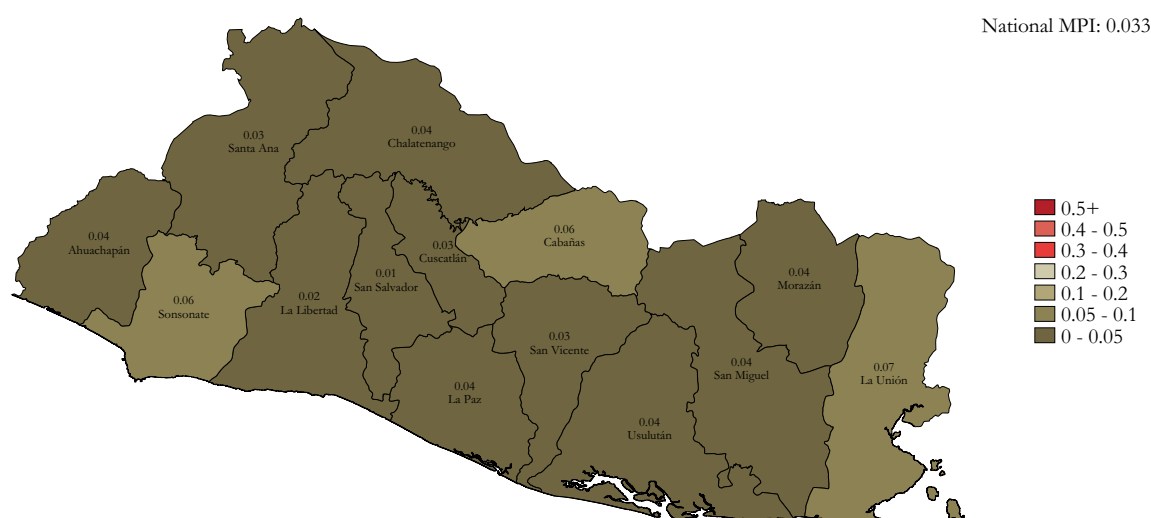 National MPI: 0.033
0.03
Santa Ana
0.04
Chalatenango
0.04
Ahuachapán
0.06
Cabañas
0.03
Cuscatlán
0.01
San Salvador
0.04
Morazán
0.06
Sonsonate
0.02
La Libertad
0.03
San Vicente
0.04
San Miguel
0.07
La Unión
0.04
La Paz
0.04
Usulután
0.5+
0.4 - 0.5
0.3 - 0.4
0.2 - 0.3
0.1 - 0.2
0.05 - 0.1
0 - 0.05